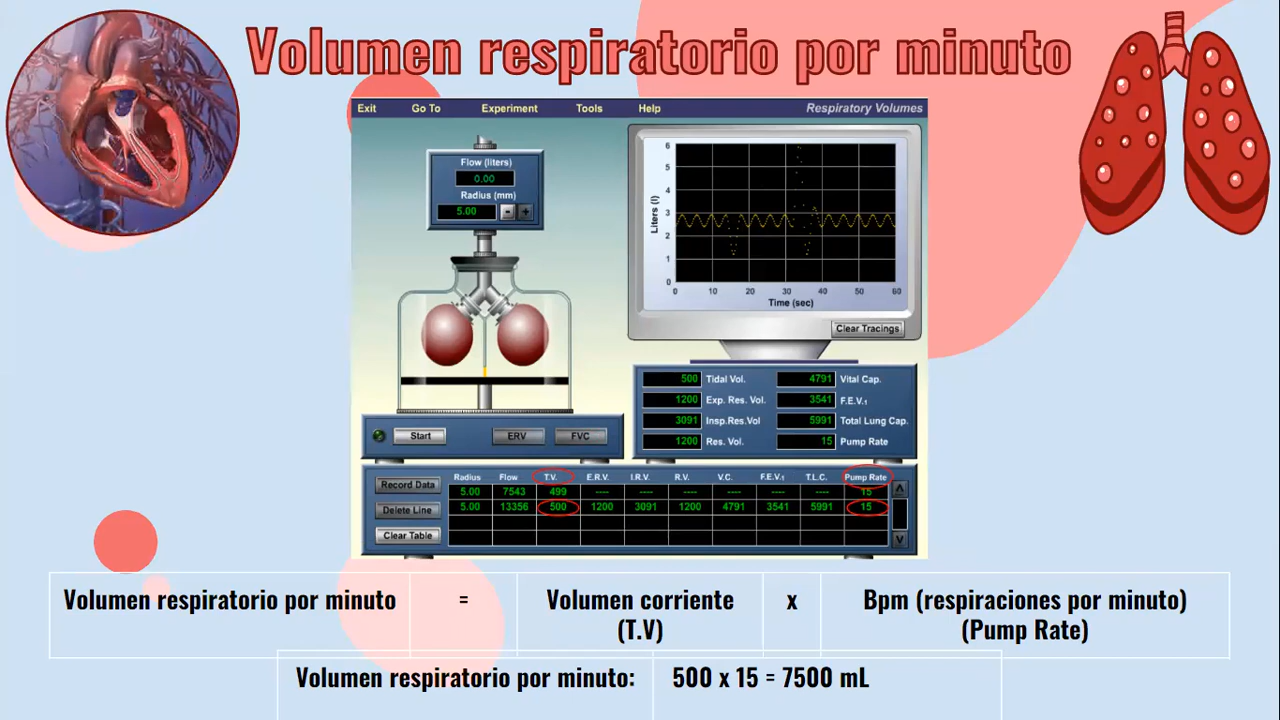 Volumen respiratorio por minuto
Exit Go To Experiment Tools Help Respiratory Volumes
Flow (liters)
0.00
Radius (mm)
5.00 - +
Liters (l)
6
5
4
3
2
1
0
0 10 20 30 40 50 60
Time (sec)
Clear Tracings
500 Tidal Vol. 4791 Vital Cap.
1200 Exp. Res. Vol. 3541 F.E.V.1
3091 Insp.Res.Vol 5991 Total Lung Cap.
1200 Res. Vol. 15 Pump Rate
Start ERV FVC
Radius Flow T.V. E.R.V. I.R.V. R.V. V.C. F.E.V.1 T.L.C. Pump Rate
Record Data 5.00 7543 499 ---- ---- ---- ---- ---- ---- 15
Delete Line 5.00 13356 500 1200 3091 1200 4791 3541 5991 15
Clear Table
Volumen respiratorio por minuto = Volumen corriente x Bpm (respiraciones por minuto)
(T.V) (Pump Rate)
Volumen respiratorio por minuto: 500 x 15 = 7500 mL